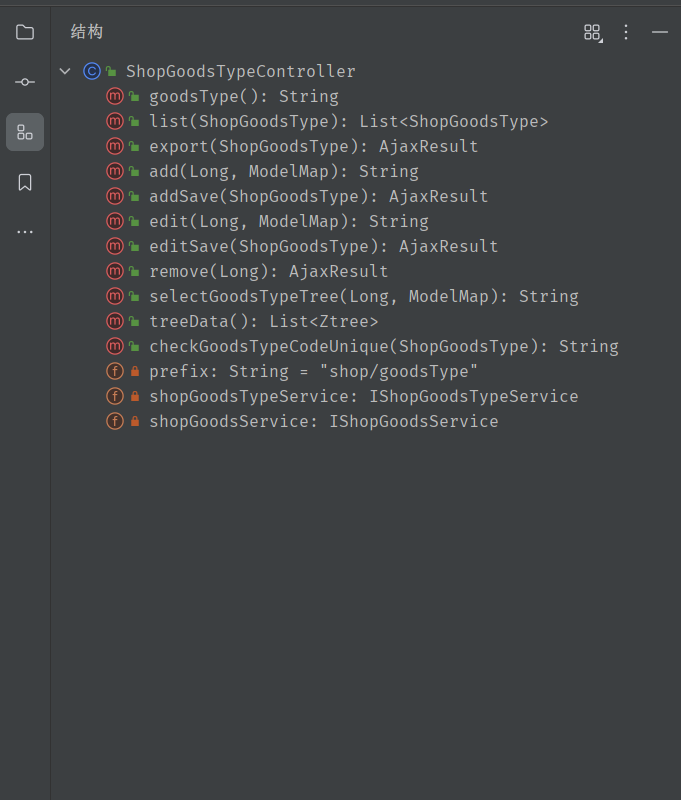 结构
ShopGoodsTypeController
goodsType(): String
list(ShopGoodsType): List<ShopGoodsType>
export(ShopGoodsType): AjaxResult
add(Long, ModelMap): String
addSave(ShopGoodsType): AjaxResult
edit(Long, ModelMap): String
editSave(ShopGoodsType): AjaxResult
remove(Long): AjaxResult
selectGoodsTypeTree(Long, ModelMap): String
treeData(): List<Ztree>
checkGoodsTypeCodeUnique(ShopGoodsType): String
prefix: String = "shop/goodsType"
shopGoodsTypeService: IShopGoodsTypeService
shopGoodsService: IShopGoodsService